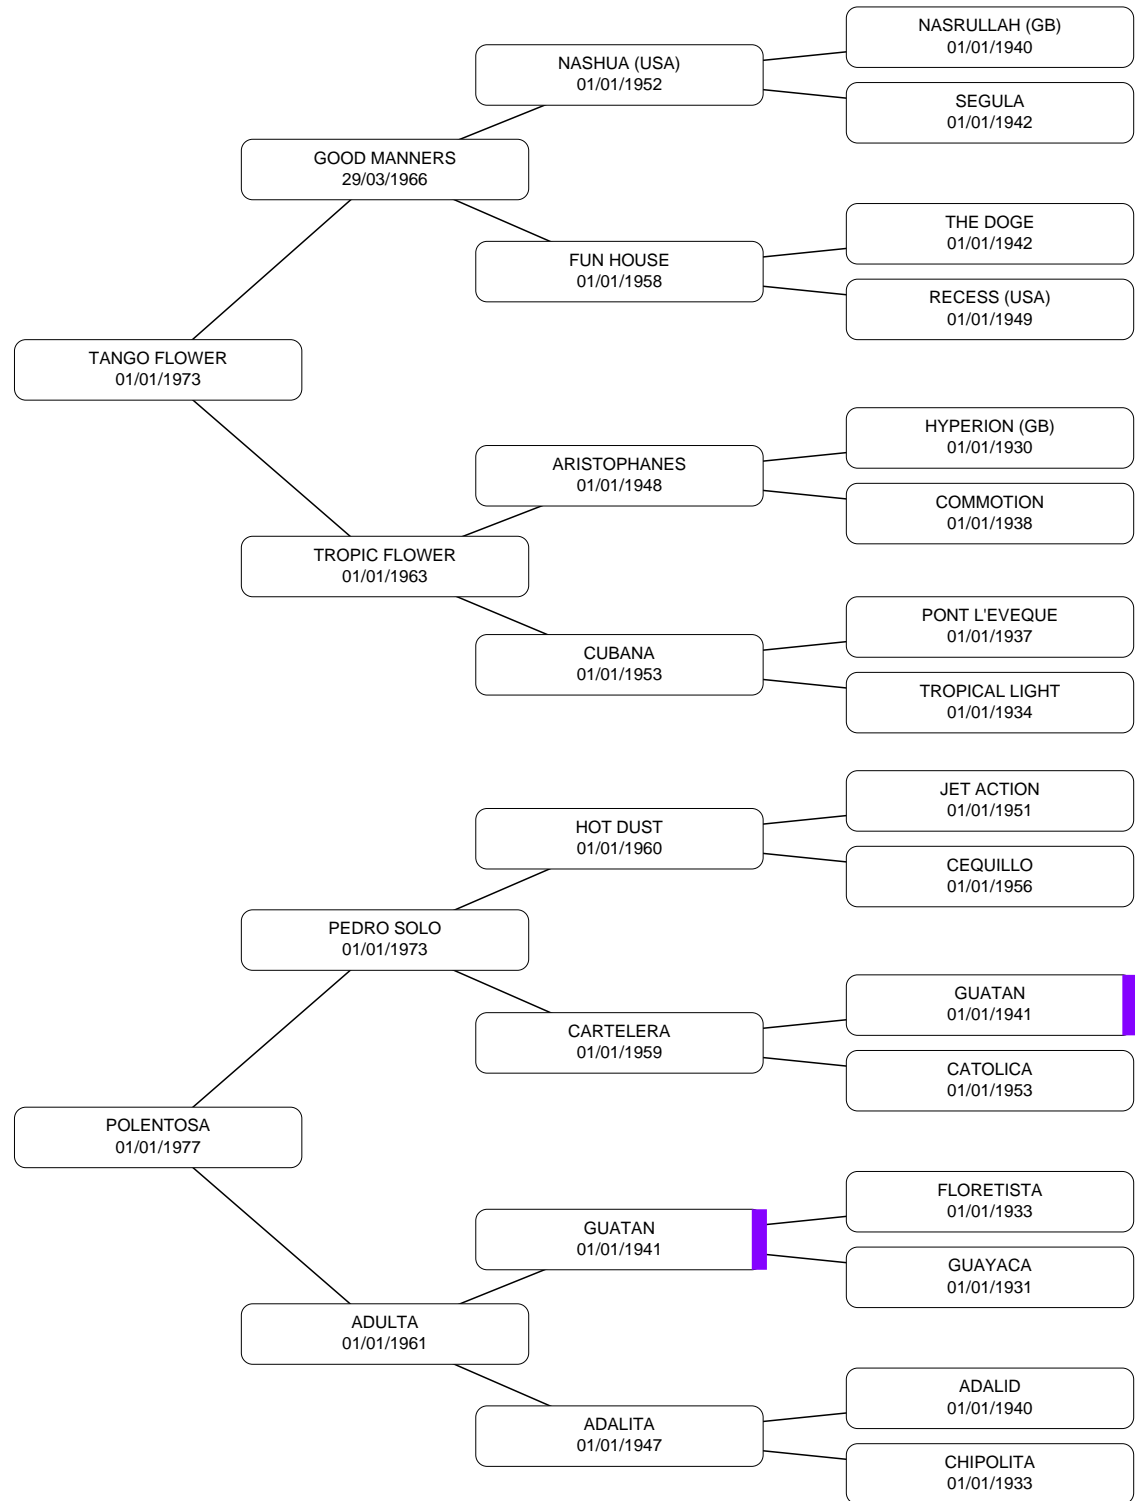 NASRULLAH (GB)
01/01/1940
NASHUA (USA)
01/01/1952
SEGULA
01/01/1942
GOOD MANNERS
29/03/1966
THE DOGE
01/01/1942
FUN HOUSE
01/01/1958
RECESS (USA)
01/01/1949
TANGO FLOWER
01/01/1973
HYPERION (GB)
01/01/1930
ARISTOPHANES
01/01/1948
COMMOTION
01/01/1938
TROPIC FLOWER
01/01/1963
PONT L'EVEQUE
01/01/1937
CUBANA
01/01/1953
TROPICAL LIGHT
01/01/1934
JET ACTION
01/01/1951
HOT DUST
01/01/1960
CEQUILLO
01/01/1956
PEDRO SOLO
01/01/1973
GUATAN
01/01/1941
CARTELERA
01/01/1959
CATOLICA
01/01/1953
POLENTOSA
01/01/1977
FLORETISTA
01/01/1933
GUATAN
01/01/1941
GUAYACA
01/01/1931
ADULTA
01/01/1961
ADALID
01/01/1940
ADALITA
01/01/1947
CHIPOLITA
01/01/1933